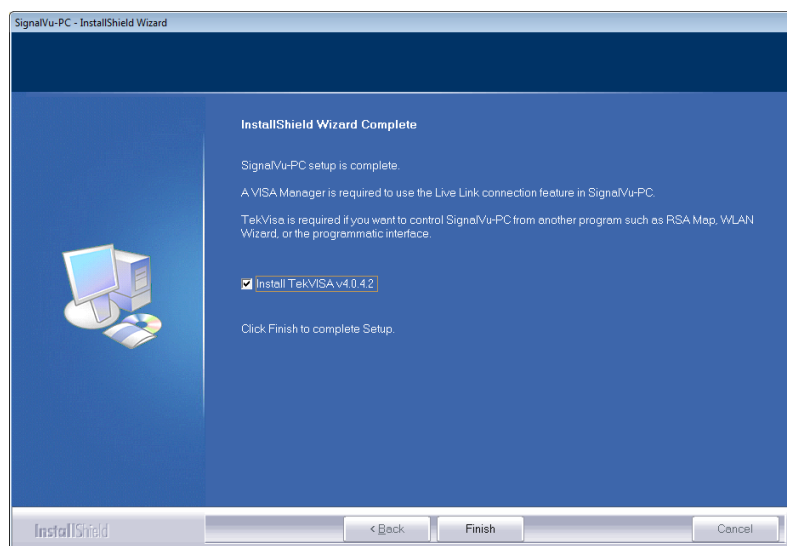 SignalVu-PC - InstallShield Wizard
InstallShield Wizard Complete
SignalVu-PC setup is complete.
A VISA Manager is required to use the Live Link connection feature in SignalVu-PC.
TekVisa is required if you want to control SignalVu-PC from another program such as RSA Map, WLAN
Wizard, or the programmatic interface.
Install TekVISA v4.0.4.2
Click Finish to complete Setup.
InstallShield
< Back
Finish
Cancel